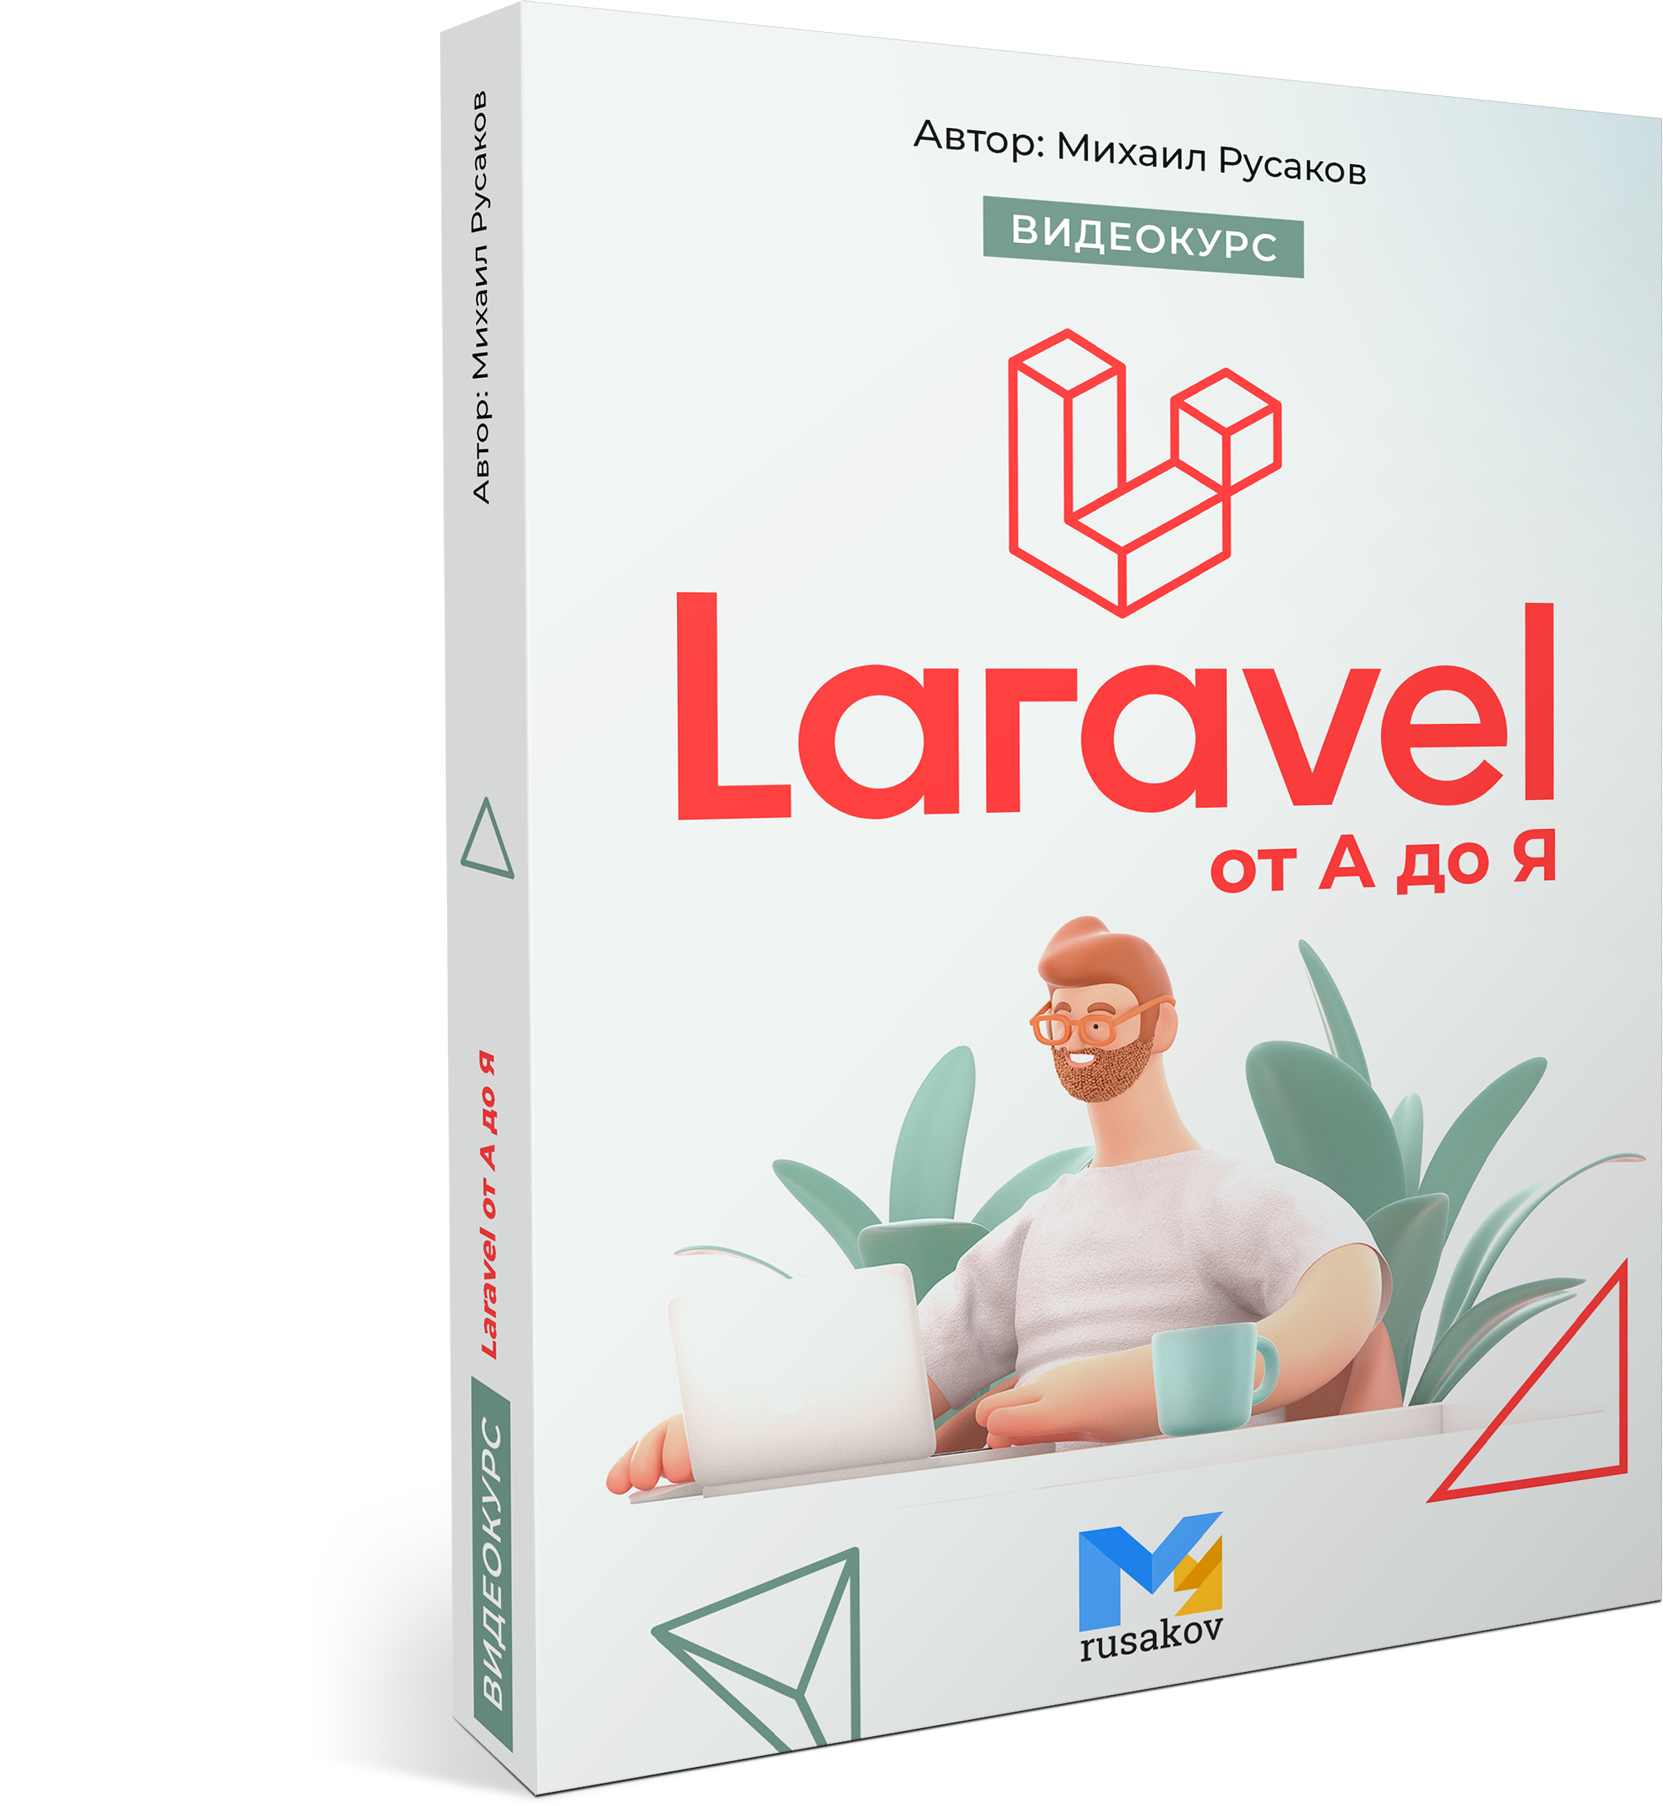 Автор: Михаил Русаков
ВИДЕОКУРС
Laravel
от А до Я
rusakov
Автор: Михаил Русаков
Laravel от А до Я
ВИДЕОКУРС